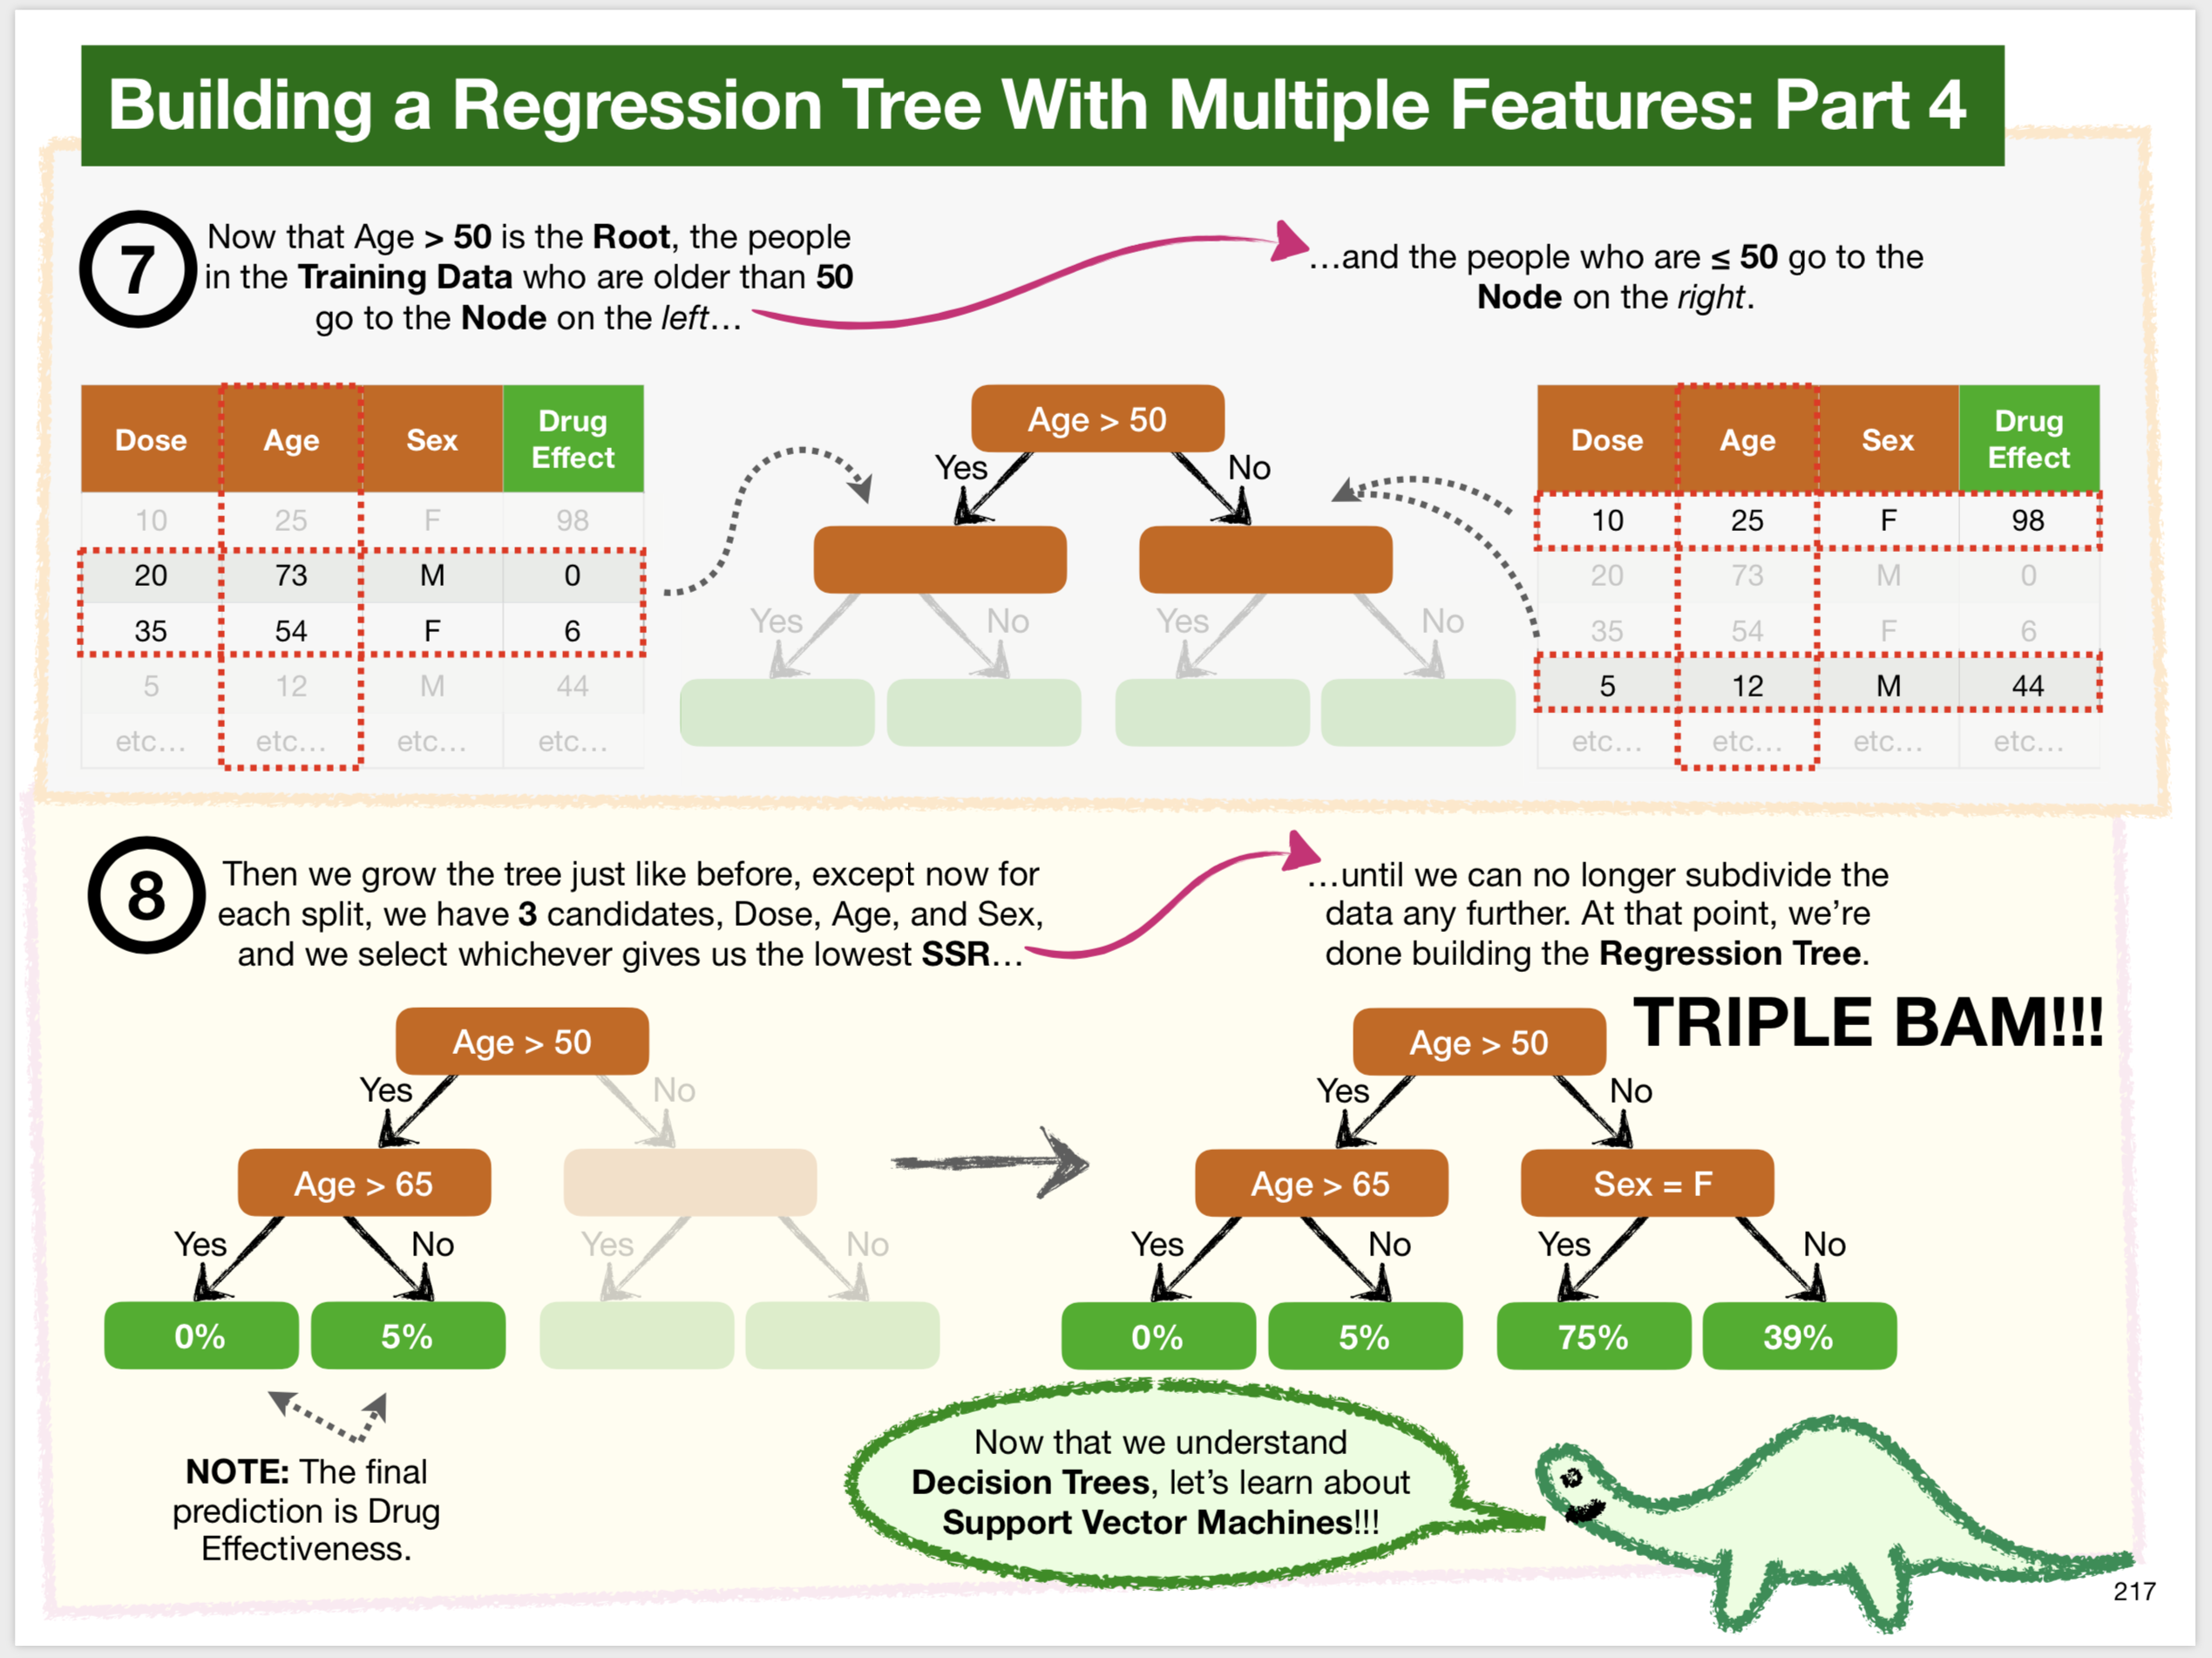 Building a Regression Tree With Multiple Features: Part 4
7
Now that Age > 50 is the Root, the people
in the Training Data who are older than 50
go to the Node on the left…
…and the people who are ≤ 50 go to the
Node on the right.
Dose Age Sex Drug Effect
10 25 F 98
20 73 M 0
35 54 F 6
5 12 M 44
etc… etc… etc… etc…
Age > 50
Yes No
Yes No Yes No
Dose Age Sex Drug Effect
10 25 F 98
20 73 M 0
35 54 F 6
5 12 M 44
etc… etc… etc… etc…
8
Then we grow the tree just like before, except now for
each split, we have 3 candidates, Dose, Age, and Sex,
and we select whichever gives us the lowest SSR…
…until we can no longer subdivide the
data any further. At that point, we’re
done building the Regression Tree.
TRIPLE BAM!!!
Age > 50
Yes No
Age > 65
Yes No Yes No
0% 5%
NOTE: The final
prediction is Drug
Effectiveness.
Age > 50
Yes No
Age > 65 Sex = F
Yes No Yes No
0% 5% 75% 39%
Now that we understand
Decision Trees, let’s learn about
Support Vector Machines!!!
217